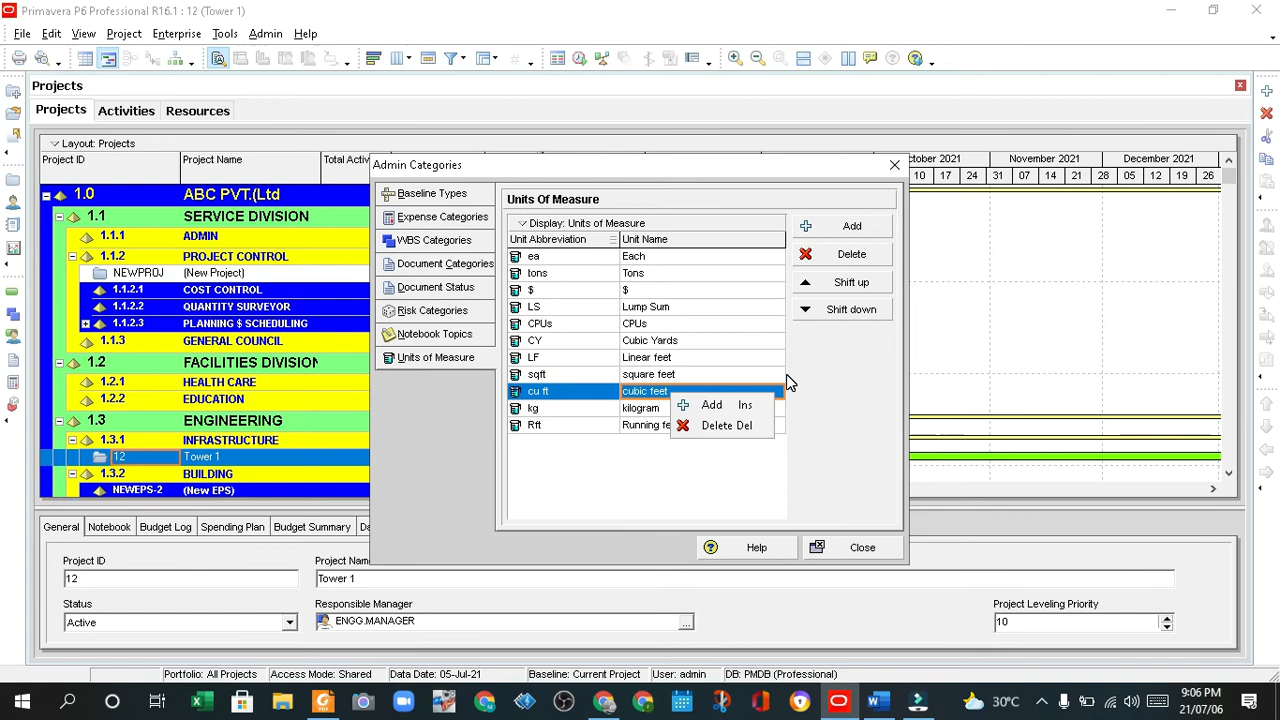 Primavera P6 Professional R16.1 : 12 (Tower 1)
File Edit View Project Enterprise Tools Admin Help
Projects
Projects Activities Resources
Layout: Projects
Project ID Project Name Total Activ
October 2021 November 2021 December 2021
10 17 24 31 07 14 21 28 05 12 19 26
1.0 ABC PVT.(Ltd
1.1 SERVICE DIVISION
1.1.1 ADMIN
1.1.2 PROJECT CONTROL
NEWPROJ (New Project)
1.1.2.1 COST CONTROL
1.1.2.2 QUANTITY SURVEYOR
1.1.2.3 PLANNING $ SCHEDULING
1.1.3 GENERAL COUNCIL
1.2 FACILITIES DIVISION
1.2.1 HEALTH CARE
1.2.2 EDUCATION
1.3 ENGINEERING
1.3.1 INFRASTRUCTURE
12 Tower 1
1.3.2 BUILDING
NEWEPS-2 (New EPS)
Admin Categories
Baseline Types
Expense Categories
WBS Categories
Document Categories
Document Status
Risk Categories
Notebook Topics
Units of Measure
Units Of Measure
Display: Units of Measure
Unit Abbreviation Unit Name
ea Each
tons Tons
$ $
LS Lump Sum
CPUs CPUs
CY Cubic Yards
LF Linear feet
sqft square feet
cu ft cubic feet
kg kilogram
Rft Running fe
Add Ins
Delete Del
Add
Delete
Shift up
Shift down
Help Close
General Notebook Budget Log Spending Plan Budget Summary Da
Project ID Project Name
12 Tower 1
Status Responsible Manager Project Leveling Priority
Active ENGG.MANAGER ... 10
Portfolio: All Projects Access Mode: Shared Data Date: 05-Jul-21 Baseline: Current Project User: admin DB: PMDB (Professional)
30°C
9:06 PM
21/07/06